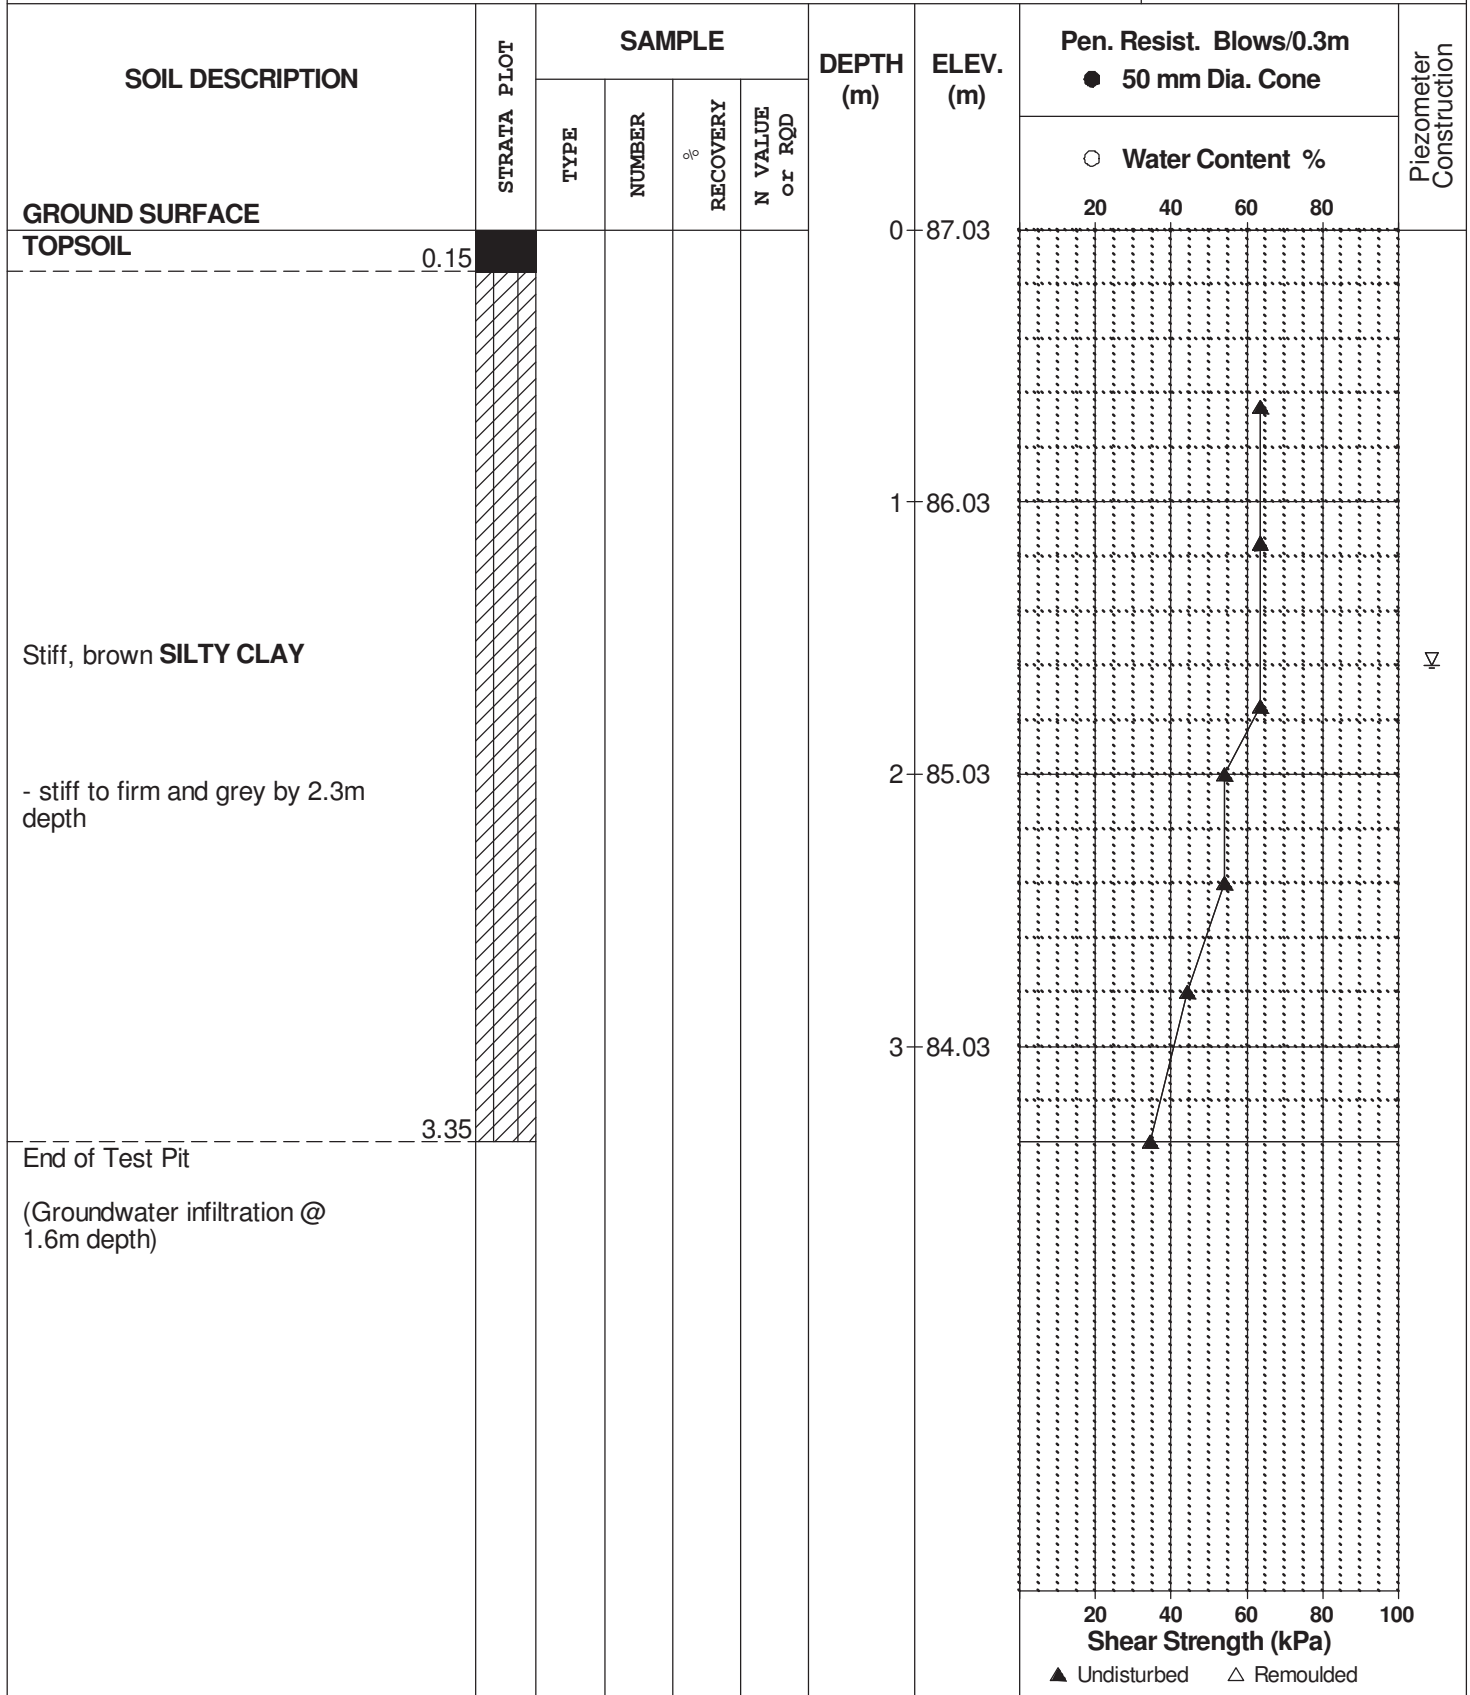 SOIL DESCRIPTION
GROUND SURFACE
STRATA PLOT
SAMPLE
TYPE
NUMBER
%
RECOVERY
N VALUE
or RQD
DEPTH
(m)
ELEV.
(m)
Pen. Resist. Blows/0.3m
● 50 mm Dia. Cone
○ Water Content %
20 40 60 80
Piezometer
Construction
TOPSOIL
0.15
0 87.03
1 86.03
Stiff, brown SILTY CLAY
2 85.03
- stiff to firm and grey by 2.3m
depth
3 84.03
3.35
End of Test Pit
(Groundwater infiltration @
1.6m depth)
20 40 60 80 100
Shear Strength (kPa)
▲ Undisturbed △ Remoulded